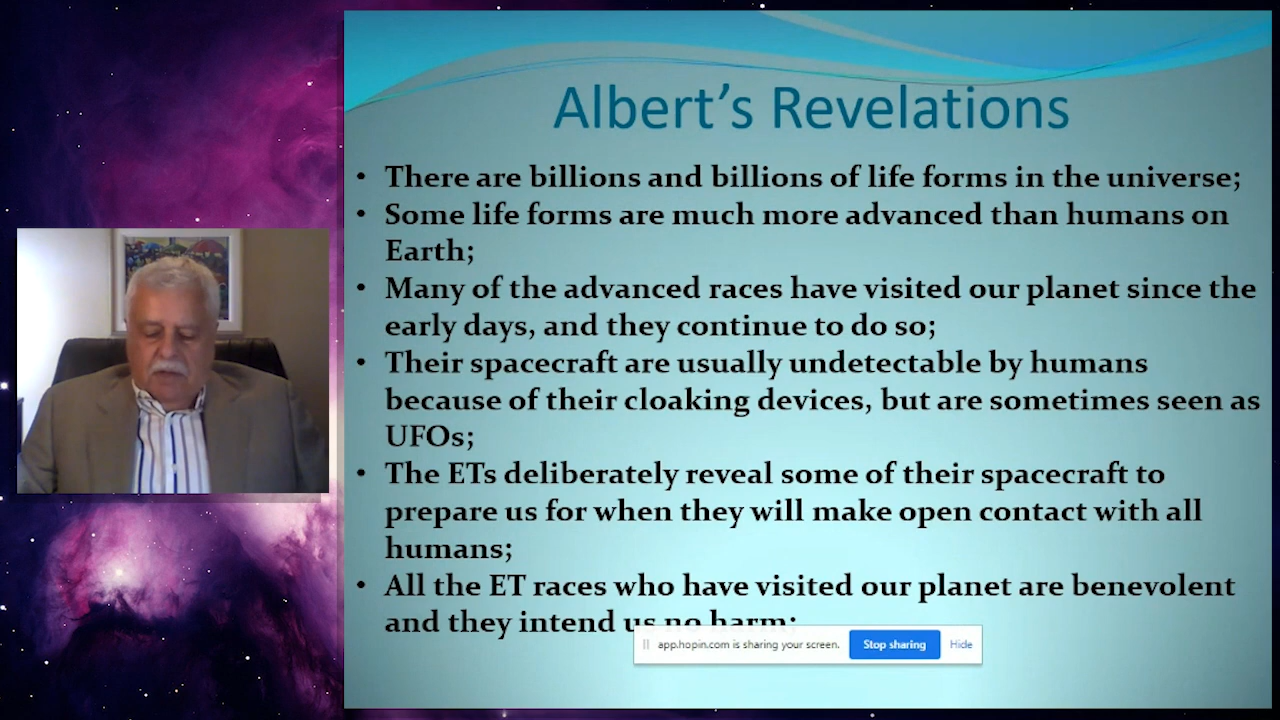 Albert's Revelations
• There are billions and billions of life forms in the universe;
• Some life forms are much more advanced than humans on
Earth;
• Many of the advanced races have visited our planet since the
early days, and they continue to do so;
• Their spacecraft are usually undetectable by humans
because of their cloaking devices, but are sometimes seen as
UFOs;
• The ETs deliberately reveal some of their spacecraft to
prepare us for when they will make open contact with all
humans;
• All the ET races who have visited our planet are benevolent
and they intend us no harm;
app.hopin.com is sharing your screen. Stop sharing Hide